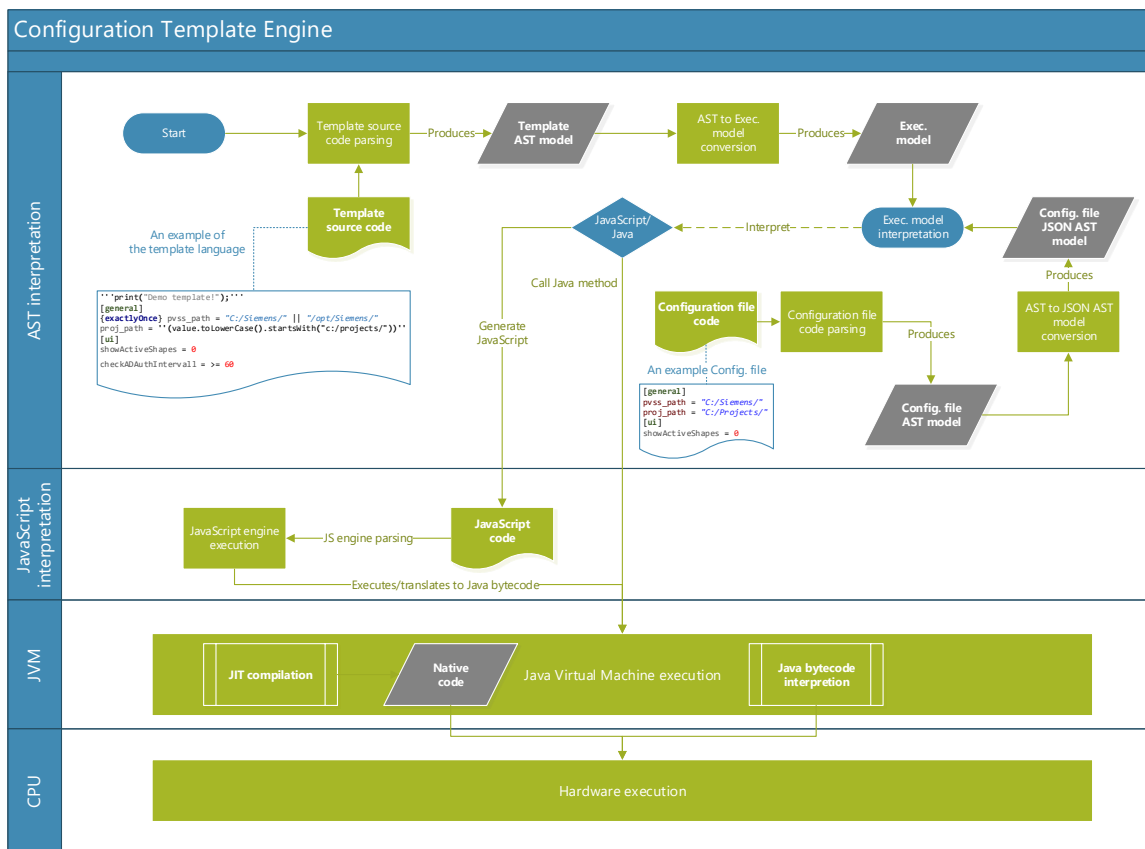 Configuration Template Engine
AST interpretation
Start
Template source
code parsing
Produces
Template
AST model
AST to Exec.
model
conversion
Produces
Exec.
model
Template
source code
An example of
the template language
JavaScript/
Java
Interpret
Exec. model
interpretation
Config. file
JSON AST
model
Produces
Call Java method
'''print("Demo template!");'''
[general]
{exactlyOnce} pvss_path = "C:/Siemens/" || "/opt/Siemens/"
proj_path = ''(value.toLowerCase().startsWith("c:/projects/"))''
[ui]
showActiveShapes = 0
checkADAuthIntervall = >= 60
Generate
JavaScript
Configuration file
code
Configuration file
code parsing
Produces
AST to JSON AST
model
conversion
An example Config. file
[general]
pvss_path = "C:/Siemens/"
proj_path = "C:/Projects/"
[ui]
showActiveShapes = 0
Config. file
AST model
JavaScript
interpretation
JavaScript engine
execution
JS engine parsing
JavaScript
code
Executes/translates to Java bytecode
JVM
JIT compilation
Native
code
Java Virtual Machine execution
Java bytecode
interpretion
CPU
Hardware execution